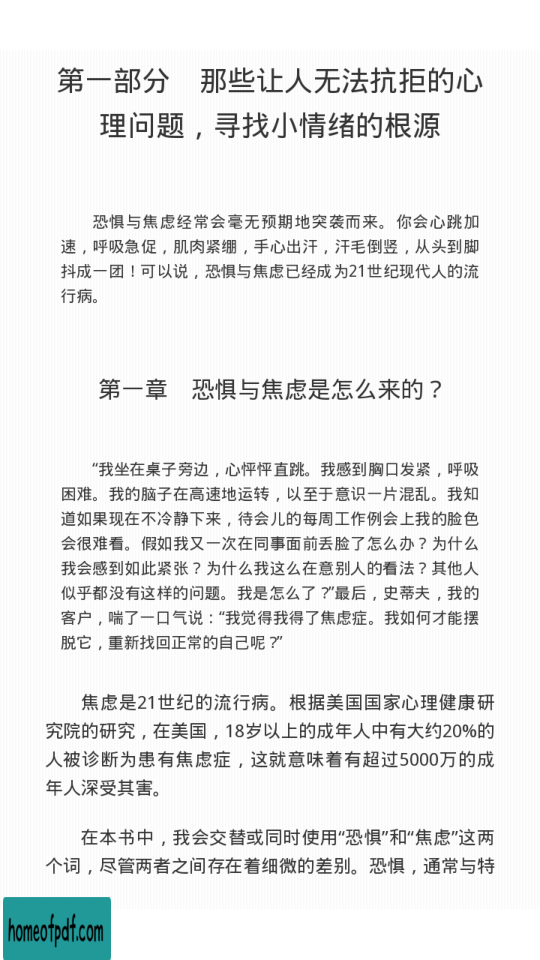 第一部分　那些让人无法抗拒的心
理问题，寻找小情绪的根源
恐惧与焦虑经常会毫无预期地突袭而来。你会心跳加
速，呼吸急促，肌肉紧绷，手心出汗，汗毛倒竖，从头到脚
抖成一团！可以说，恐惧与焦虑已经成为21世纪现代人的流
行病。
第一章　恐惧与焦虑是怎么来的？
“我坐在桌子旁边，心怦怦直跳。我感到胸口发紧，呼吸
困难。我的脑子在高速地运转，以至于意识一片混乱。我知
道如果现在不冷静下来，待会儿的每周工作例会上我的脸色
会很难看。假如我又一次在同事面前丢脸了怎么办？为什么
我会感到如此紧张？为什么我这么在意别人的看法？其他人
似乎都没有这样的问题。我是怎么了？”最后，史蒂夫，我的
客户，喘了一口气说：“我觉得我得了焦虑症。我如何才能摆
脱它，重新找回正常的自己呢？”
焦虑是21世纪的流行病。根据美国国家心理健康研
究院的研究，在美国，18岁以上的成年人中有大约20%的
人被诊断为患有焦虑症，这就意味着有超过5000万的成
年人深受其害。
在本书中，我会交替或同时使用“恐惧”和“焦虑”这两
个词，尽管两者之间存在着细微的差别。恐惧，通常与特
homeofpdf.com